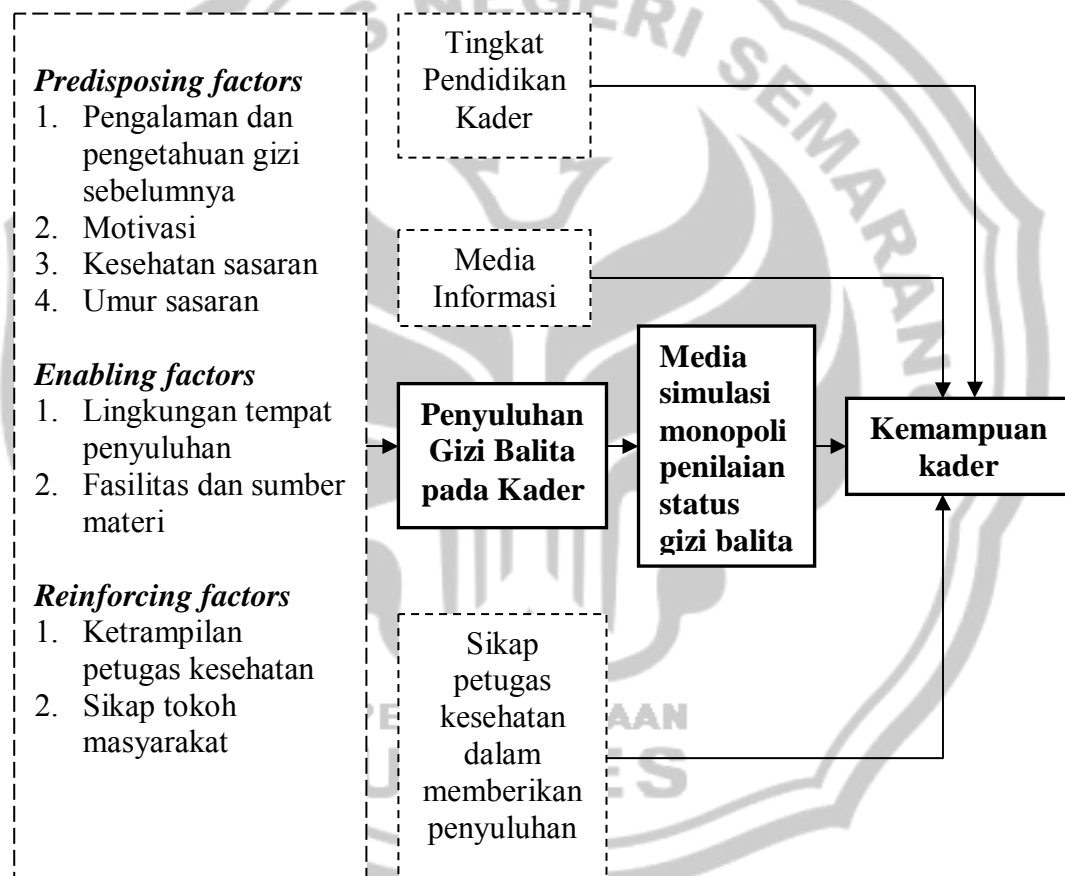 Predisposing factors
1. Pengalaman dan
pengetahuan gizi
sebelumnya
2. Motivasi
3. Kesehatan sasaran
4. Umur sasaran
Enabling factors
1. Lingkungan tempat
penyuluhan
2. Fasilitas dan sumber
materi
Reinforcing factors
1. Ketrampilan
petugas kesehatan
2. Sikap tokoh
masyarakat
Tingkat
Pendidikan
Kader
Media
Informasi
Penyuluhan
Gizi Balita
pada Kader
Sikap
petugas
kesehatan
dalam
memberikan
penyuluhan
Media
simulasi
monopoli
penilaian
status
gizi balita
Kemampuan
kader
NEGERI SEMARANG